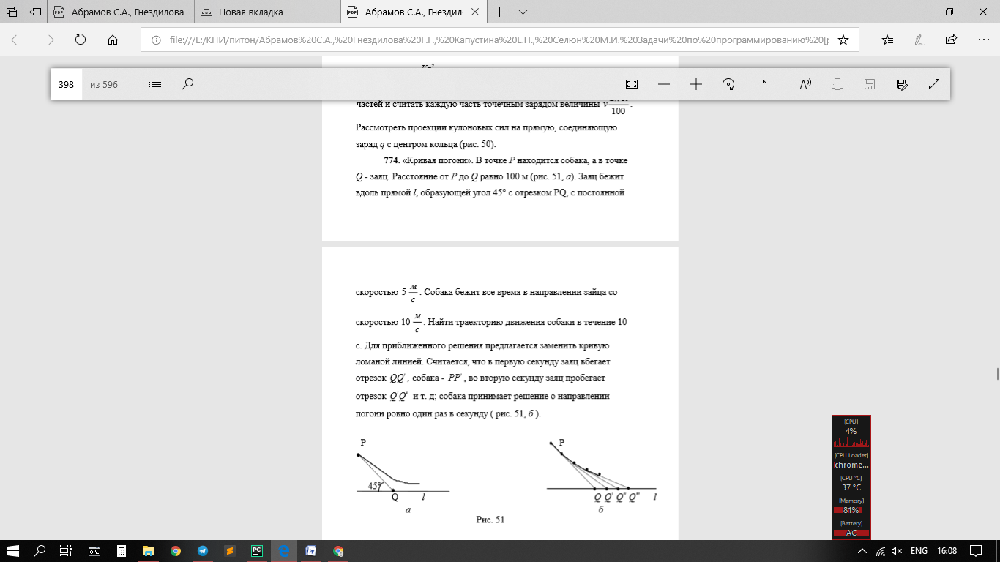 Абрамов С.А., Гнездилова
Новая вкладка
Абрамов С.А., Гнездил
file:///E:/КПИ/питон/Абрамов%20С.А.,%20Гнездилова%20Г.Г.,%20Капустина%20Е.Н.,%20Селюн%20М.И.%20Задачи%20по%20программированию%20[р
398 из 596
частей и считать каждую часть точечным зарядом величины ν 100 .
Рассмотреть проекции кулоновых сил на прямую, соединяющую
заряд q с центром кольца (рис. 50).
774. «Кривая погони». В точке P находится собака, а в точке
Q - заяц. Расстояние от P до Q равно 100 м (рис. 51, а). Заяц бежит
вдоль прямой l, образующей угол 45° с отрезком PQ, с постоянной
скоростью 5 м/с . Собака бежит все время в направлении зайца со
скоростью 10 м/с . Найти траекторию движения собаки в течение 10
с. Для приближенного решения предлагается заменить кривую
ломаной линией. Считается, что в первую секунду заяц вбегает
отрезок QQ' , собака - PP' , во вторую секунду заяц пробегает
отрезок Q'Q" и т. д; собака принимает решение о направлении
погони ровно один раз в секунду ( рис. 51, б ).
P
45°
Q l
а
P
Q Q' Q" Q''' l
б
Рис. 51
[CPU]
4%
[CPU Loader]
chrome...
[CPU °C]
37 °C
[Memory]
81%
[Battery]
AC
ENG 16:08